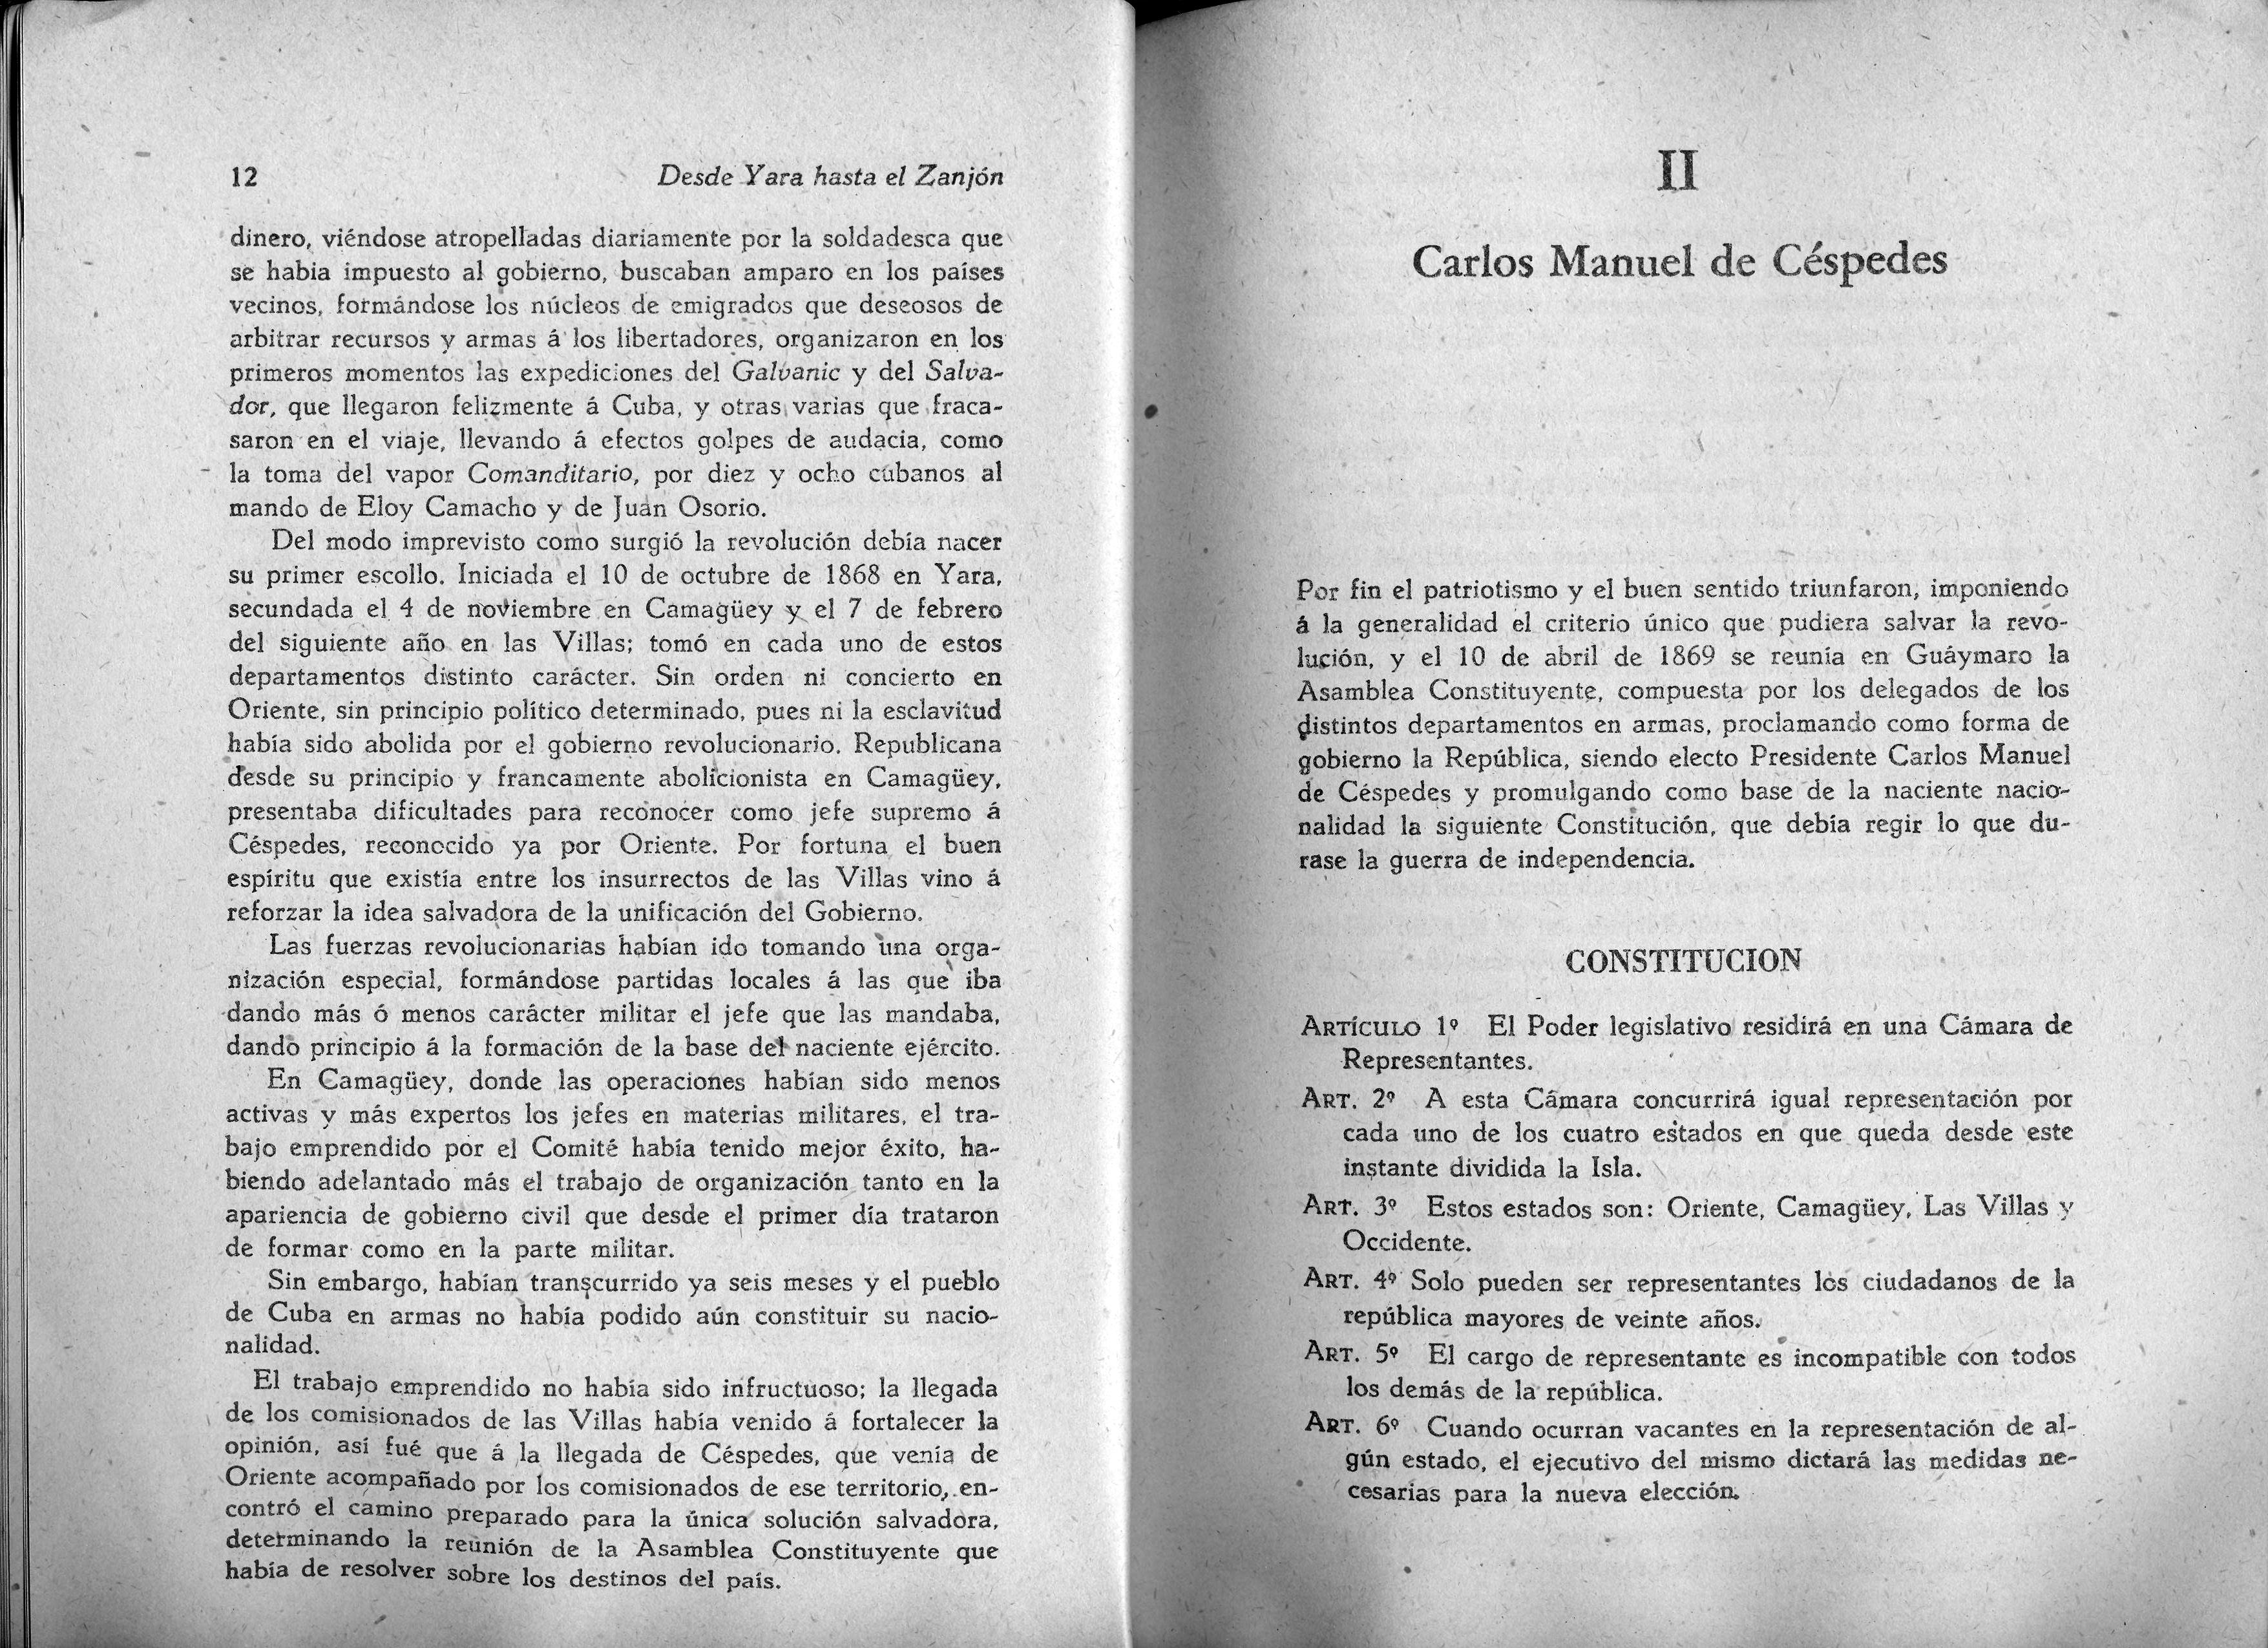 12 Desde Yara hasta el Zanjón
dinero, viéndose atropelladas diariamente por la soldadesca que
se habia impuesto al gobierno, buscaban amparo en los países
vecinos, formándose los núcleos de emigrados que deseosos de
arbitrar recursos y armas á los libertadores, organizaron en los
primeros momentos las expediciones del Galvanic y del Salva-
dor, que llegaron felizmente á Cuba, y otras varias que fraca-
saron en el viaje, llevando á efectos golpes de audacia, como
la toma del vapor Comanditario, por diez y ocho cubanos al
mando de Eloy Camacho y de Juan Osorio.
Del modo imprevisto como surgió la revolución debía nacer
su primer escollo. Iniciada el 10 de octubre de 1868 en Yara,
secundada el 4 de noviembre en Camagüey y el 7 de febrero
del siguiente año en las Villas; tomó en cada uno de estos
departamentos distinto carácter. Sin orden ni concierto en
Oriente, sin principio político determinado, pues ni la esclavitud
había sido abolida por el gobierno revolucionario. Republicana
desde su principio y francamente abolicionista en Camagüey,
presentaba dificultades para reconocer como jefe supremo á
Céspedes, reconocido ya por Oriente. Por fortuna el buen
espíritu que existía entre los insurrectos de las Villas vino á
reforzar la idea salvadora de la unificación del Gobierno.
Las fuerzas revolucionarias habían ido tomando una orga-
nización especial, formándose partidas locales á las que iba
dando más ó menos carácter militar el jefe que las mandaba,
dando principio á la formación de la base del naciente ejército.
En Camagüey, donde las operaciones habían sido menos
activas y más expertos los jefes en materias militares, el tra-
bajo emprendido por el Comité había tenido mejor éxito, ha-
biendo adelantado más el trabajo de organización tanto en la
apariencia de gobierno civil que desde el primer día trataron
de formar como en la parte militar.
Sin embargo, habían transcurrido ya seis meses y el pueblo
de Cuba en armas no había podido aún constituir su nacio-
nalidad.
El trabajo emprendido no había sido infructuoso; la llegada
de los comisionados de las Villas había venido á fortalecer la
opinión, así fué que á la llegada de Céspedes, que venía de
Oriente acompañado por los comisionados de ese territorio, en-
contró el camino preparado para la única solución salvadora,
determinando la reunión de la Asamblea Constituyente que
había de resolver sobre los destinos del país.
II
Carlos Manuel de Céspedes
Por fin el patriotismo y el buen sentido triunfaron, imponiendo
á la generalidad el criterio único que pudiera salvar la revo-
lución, y el 10 de abril de 1869 se reunía en Guáymaro la
Asamblea Constituyente, compuesta por los delegados de los
distintos departamentos en armas, proclamando como forma de
gobierno la República, siendo electo Presidente Carlos Manuel
de Céspedes y promulgando como base de la naciente nacio-
nalidad la siguiente Constitución, que debía regir lo que du-
rase la guerra de independencia.
CONSTITUCION
ARTÍCULO 1º El Poder legislativo residirá en una Cámara de
Representantes.
ART. 2º A esta Cámara concurrirá igual representación por
cada uno de los cuatro estados en que queda desde este
instante dividida la Isla.
ART. 3º Estos estados son: Oriente, Camagüey, Las Villas y
Occidente.
ART. 4º Solo pueden ser representantes los ciudadanos de la
república mayores de veinte años.
ART. 5º El cargo de representante es incompatible con todos
los demás de la república.
ART. 6º Cuando ocurran vacantes en la representación de al-
gún estado, el ejecutivo del mismo dictará las medidas ne-
cesarias para la nueva elección.